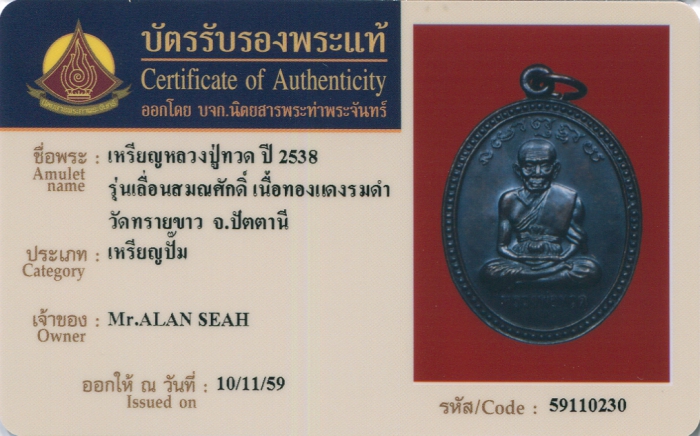 บัตรรับรองพระแท้
Certificate of Authenticity
ออกโดย บจก.นิตยสารพระท่าพระจันทร์
ชื่อพระ : เหรียญหลวงปู่ทวด ปี 2538
Amulet name
รุ่นเลื่อนสมณศักดิ์ เนื้อทองแดงรมดำ
วัดทรายขาว จ.ปัตตานี
ประเภท : เหรียญปั๊ม
Category
เจ้าของ : Mr.ALAN SEAH
Owner
ออกให้ ณ วันที่ : 10/11/59
Issued on
รหัส/Code : 59110230